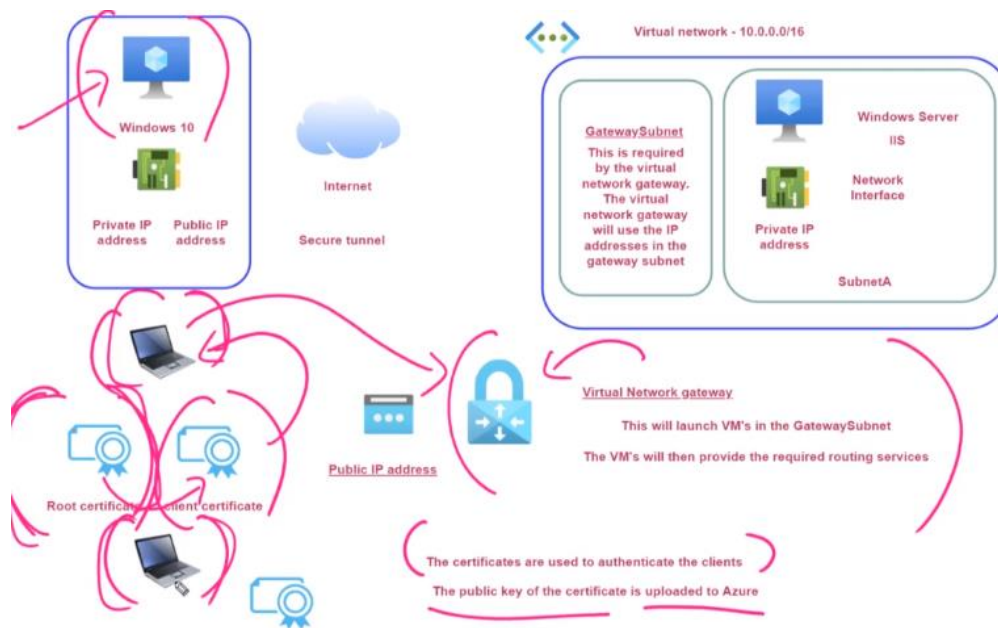 Virtual network - 10.0.0.0/16
Windows 10
Private IP
address
Public IP
address
Internet
Secure tunnel
GatewaySubnet
This is required
by the virtual
network gateway.
The virtual
network gateway
will use the IP
addresses in the
gateway subnet
Windows Server
IIS
Network
Interface
Private IP
address
SubnetA
Root certificate
client certificate
Public IP address
Virtual Network gateway
This will launch VM's in the GatewaySubnet
The VM's will then provide the required routing services
The certificates are used to authenticate the clients
The public key of the certificate is uploaded to Azure